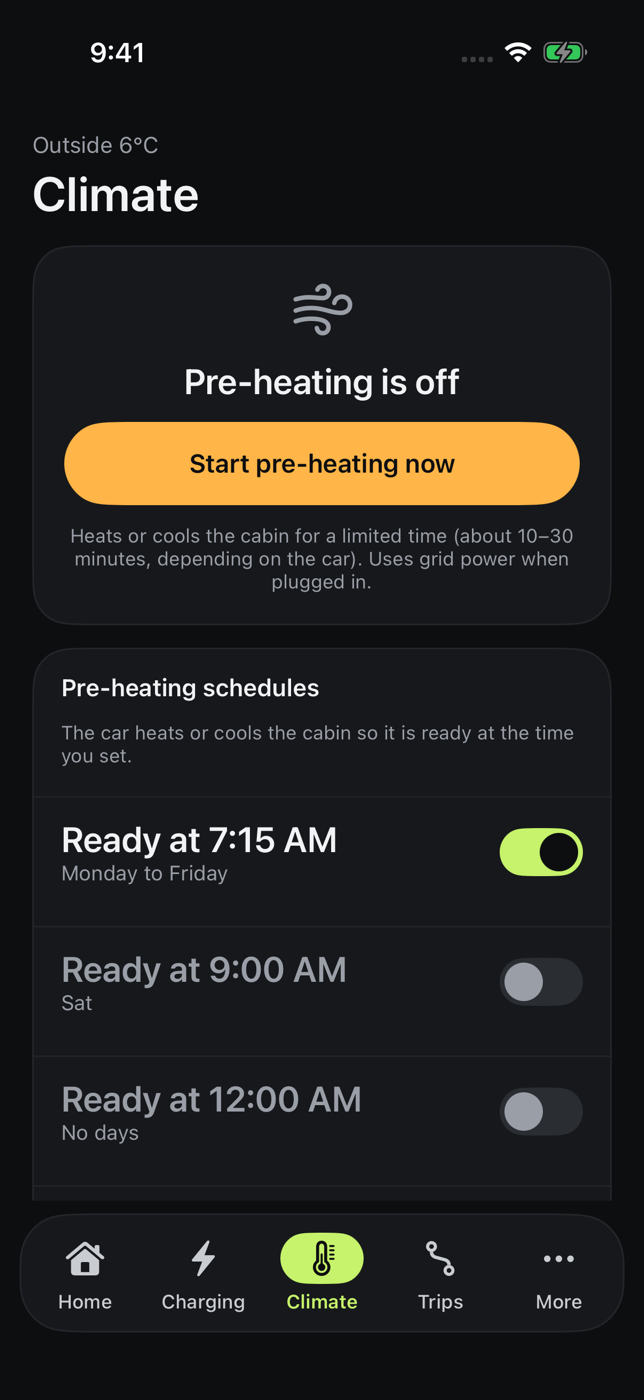 9:41
Outside 6°C
Climate
Pre-heating is off
Start pre-heating now
Heats or cools the cabin for a limited time (about 10–30
minutes, depending on the car). Uses grid power when
plugged in.
Pre-heating schedules
The car heats or cools the cabin so it is ready at the time
you set.
Ready at 7:15 AM
Monday to Friday
Ready at 9:00 AM
Sat
Ready at 12:00 AM
No days
Home
Charging
Climate
Trips
More